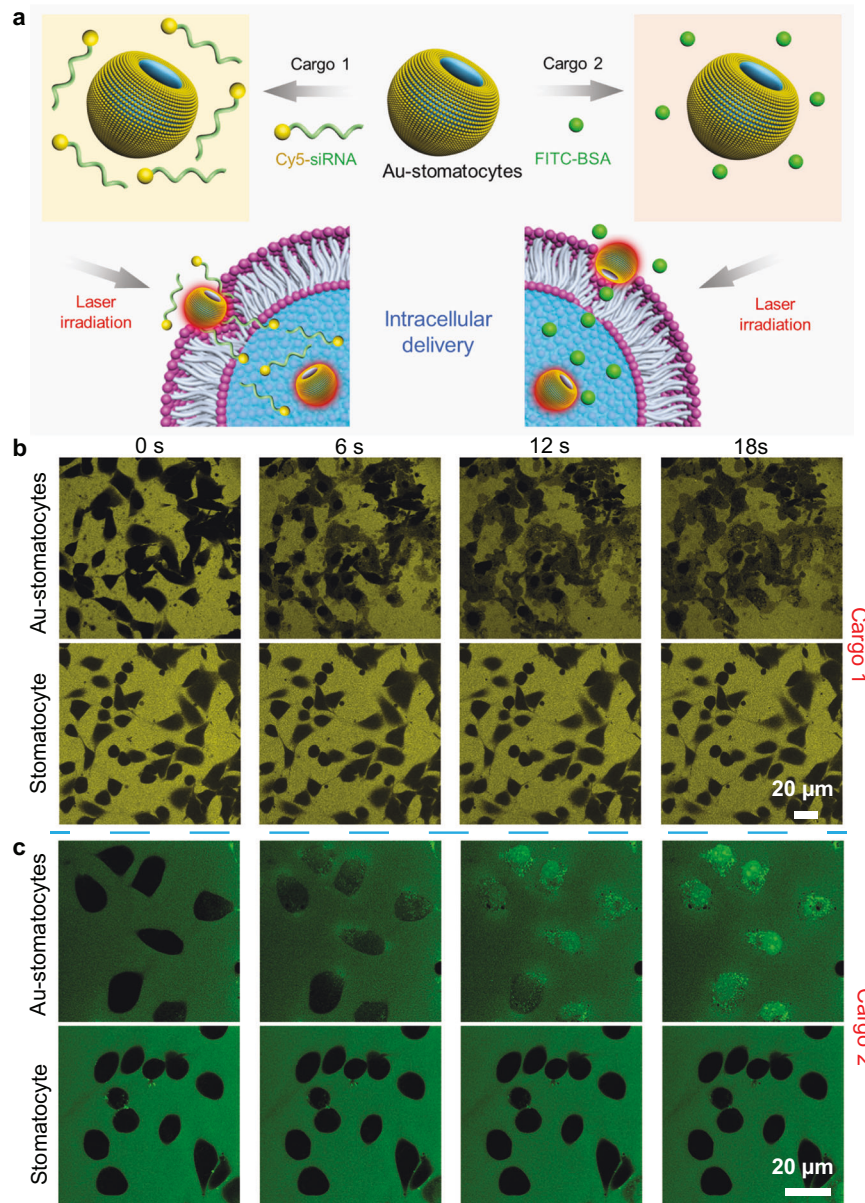 a
Cargo 1
Cargo 2
Cy5-siRNA
Au-stomatocytes
FITC-BSA
Laser
irradiation
Intracellular
delivery
Laser
irradiation
b
0 s
6 s
12 s
18s
Au-stomatocytes
Stomatocyte
Cargo 1
20 µm
c
Au-stomatocytes
Stomatocyte
Cargo 2
20 µm